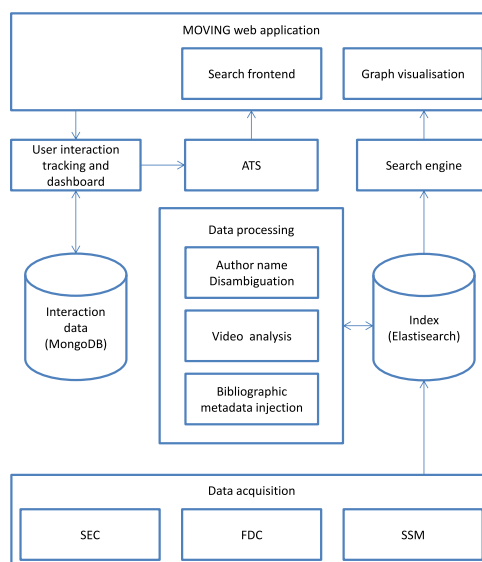 MOVING web application
Search frontend
Graph visualisation
User interaction
tracking and
dashboard
ATS
Search engine
Data processing
Author name
Disambiguation
Video analysis
Bibliographic
metadata injection
Interaction
data
(MongoDB)
Index
(Elastisearch)
Data acquisition
SEC
FDC
SSM